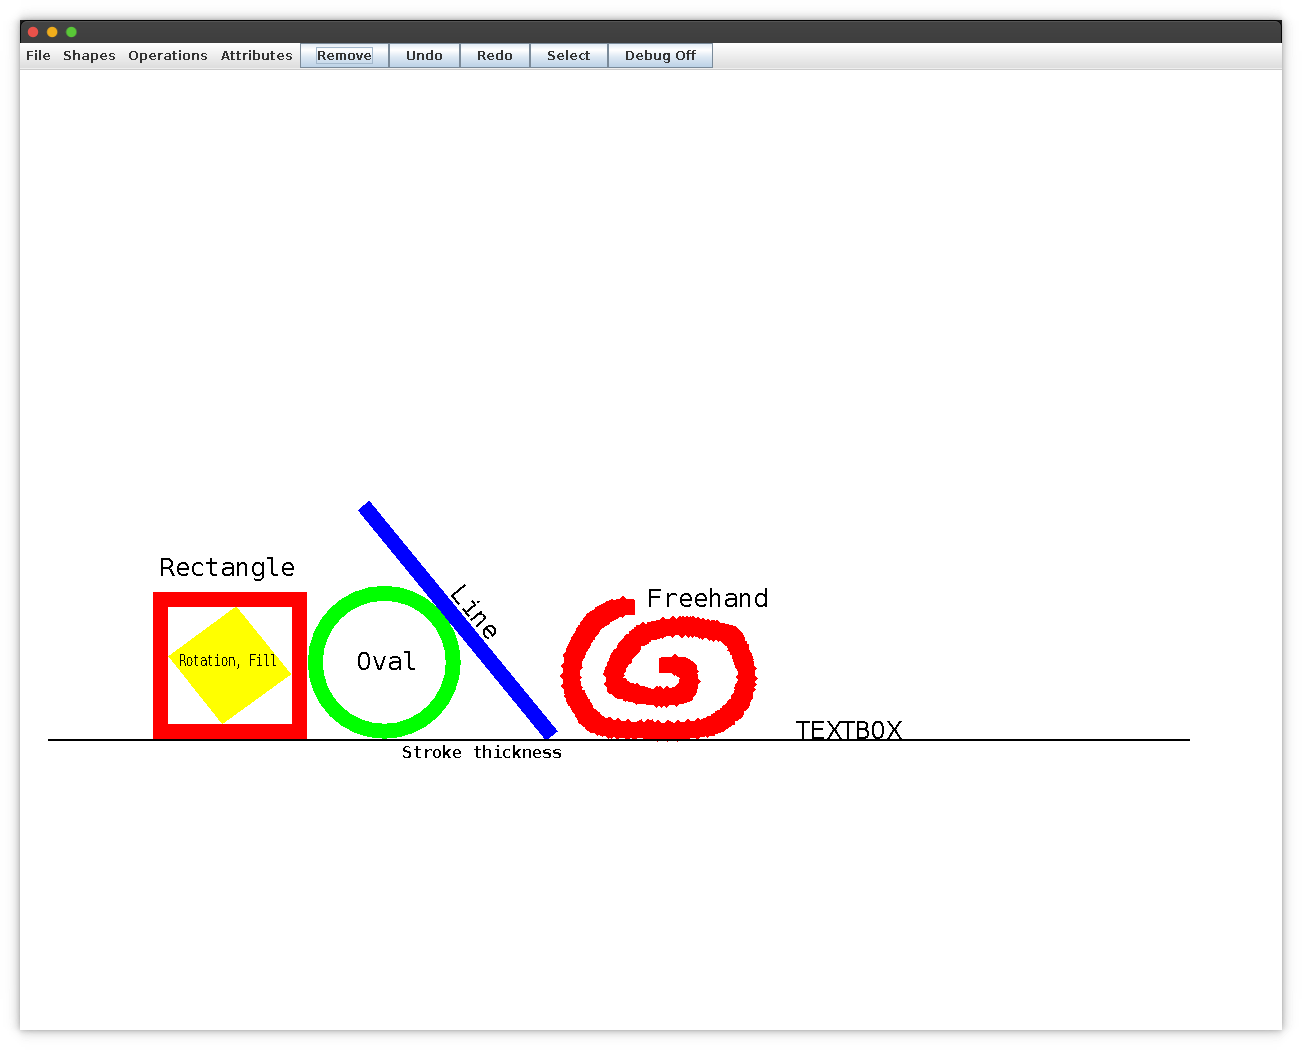 File Shapes Operations Attributes Remove Undo Redo Select Debug Off
Rectangle
Line
Freehand
Rotation, Fill
Oval
TEXTBOX
Stroke thickness